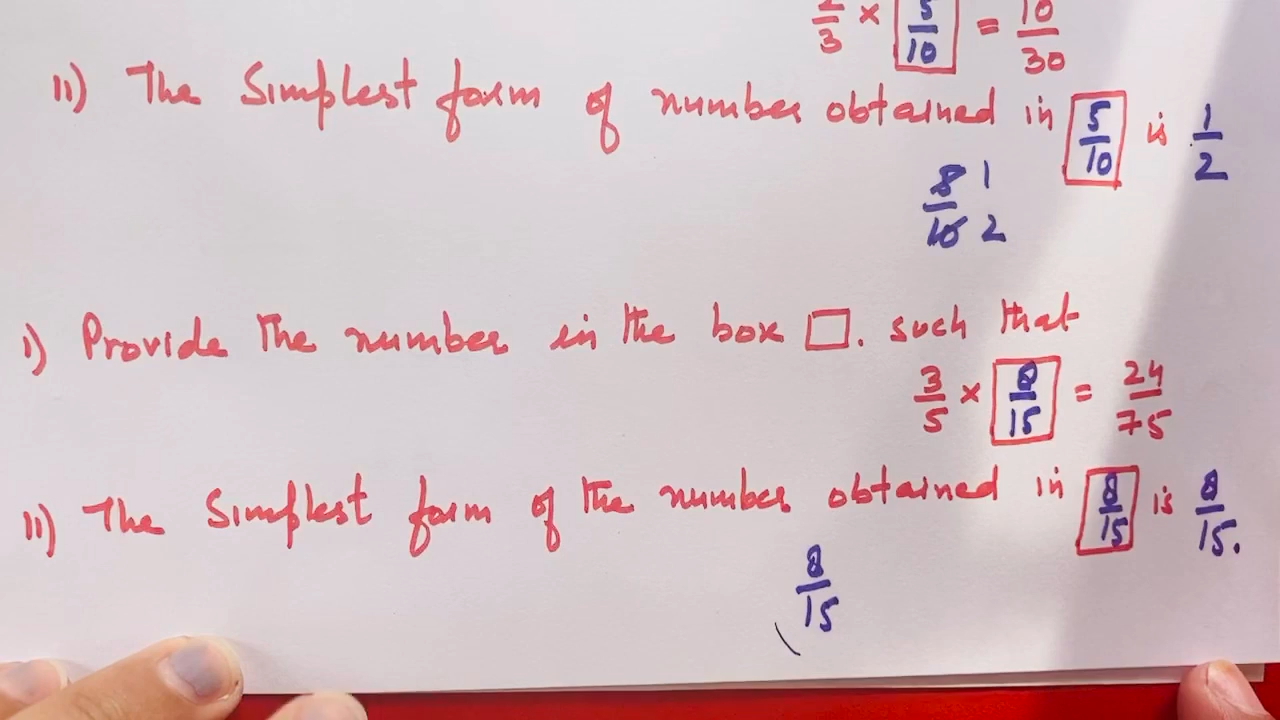 2/3 × 5/10 = 10/30
ii) The Simplest form of number obtained in 5/10 is 1/2
5/10 1 2
i) Provide the number in the box □. such that
3/5 × 8/15 = 24/75
ii) The Simplest form of the number obtained in 8/15 is 8/15.
8/15